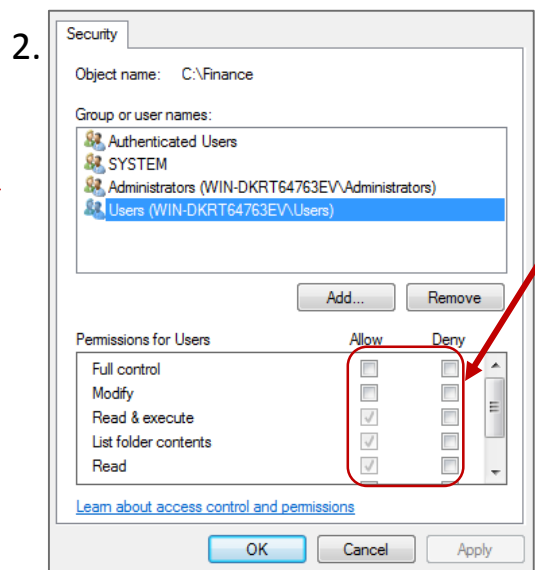 2.
Security
Object name: C:\Finance
Group or user names:
Authenticated Users
SYSTEM
Administrators (WIN-DKRT64763EV\Administrators)
Users (WIN-DKRT64763EV\Users)
Add... Remove
Permissions for Users Allow Deny
Full control
Modify
Read & execute
List folder contents
Read
Learn about access control and permissions
OK Cancel Apply